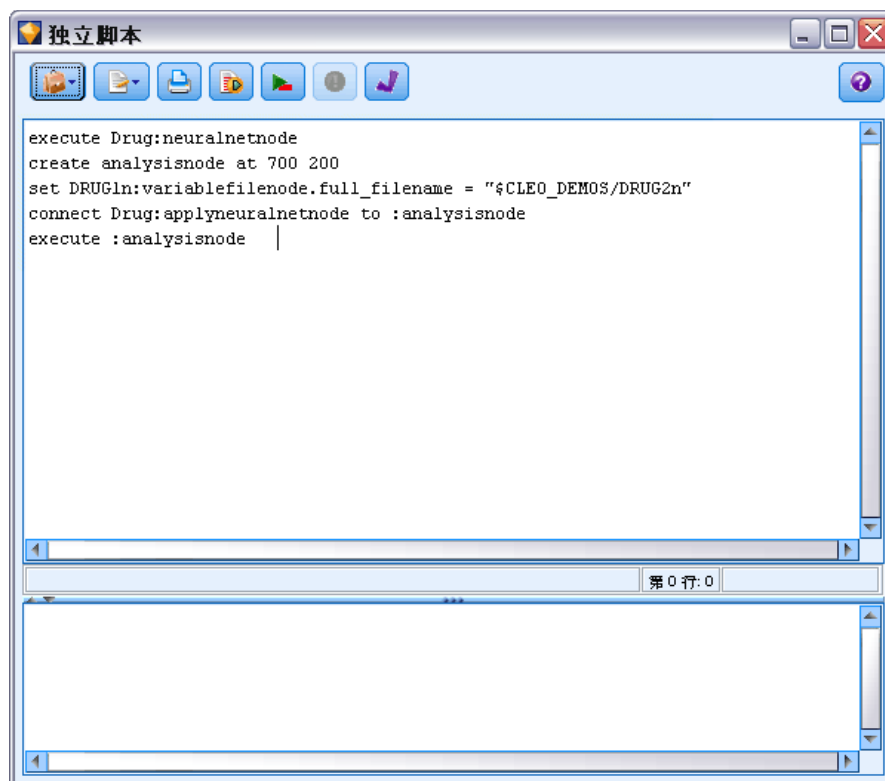 独立脚本
execute Drug:neuralnetnode
create analysisnode at 700 200
set DRUG1n:variablefilenode.full_filename = "$CLEO_DEMOS/DRUG2n"
connect Drug:applyneuralnetnode to :analysisnode
execute :analysisnode
第 0 行: 0